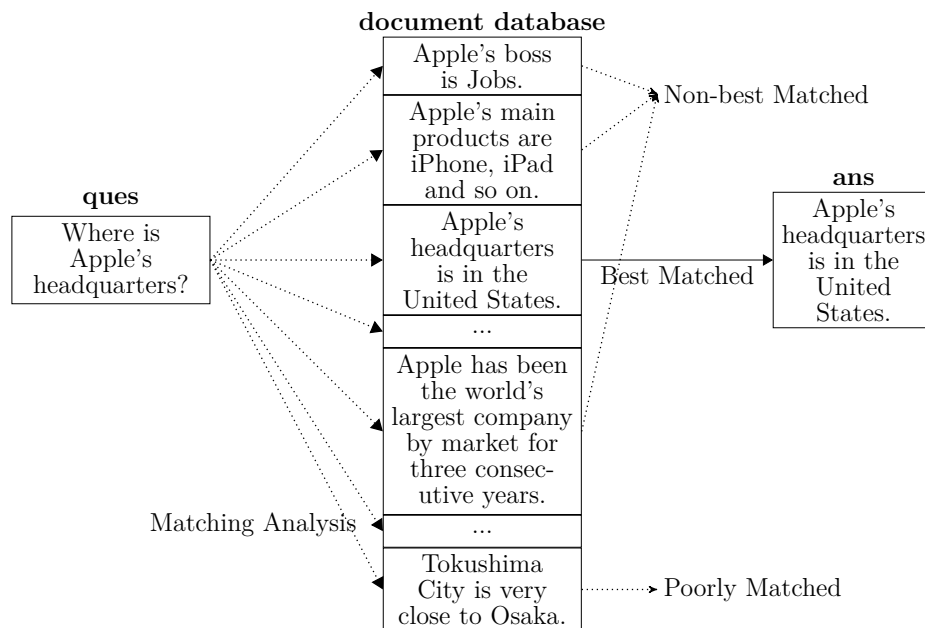 document database
Apple's boss
is Jobs.
Non-best Matched
Apple's main
products are
iPhone, iPad
and so on.
ques
Where is
Apple's
headquarters?
Apple's
headquarters
is in the
United States.
Best Matched
ans
Apple's
headquarters
is in the
United
States.
...
Apple has been
the world's
largest company
by market for
three consec-
utive years.
Matching Analysis
...
Tokushima
City is very
close to Osaka.
Poorly Matched